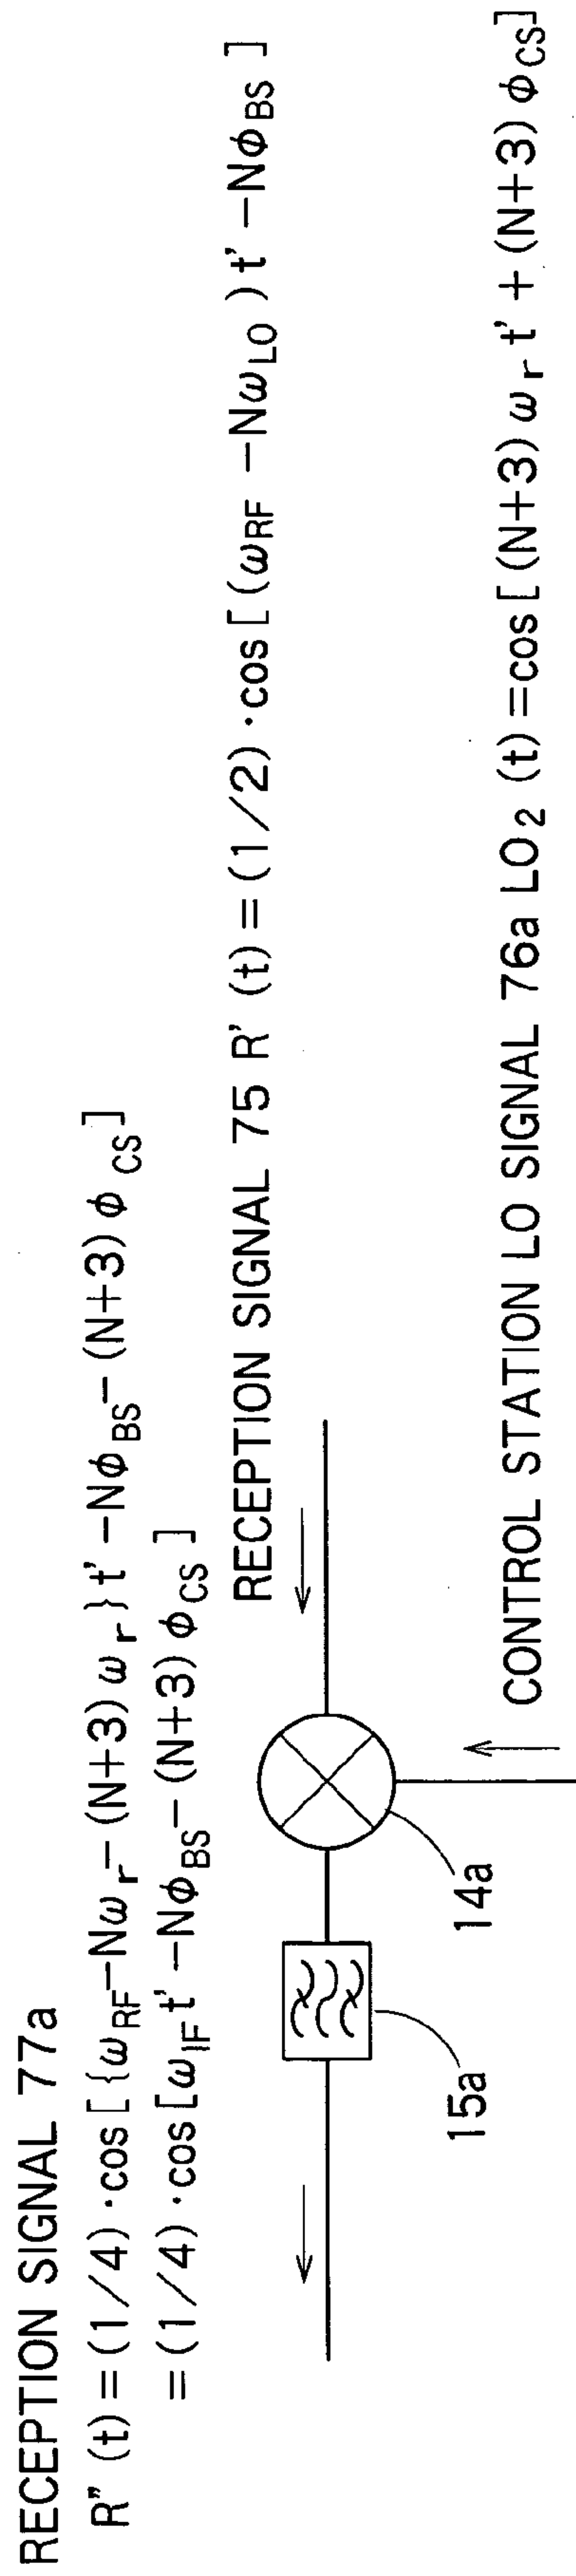 RECEPTION SIGNAL 77a
R" (t) = (1/4) · cos [ {ω_RF − Nω_r − (N+3) ω_r } t' − Nφ_BS − (N+3) φ_CS ]
= (1/4) · cos [ω_IF t' − Nφ_BS − (N+3) φ_CS ]
RECEPTION SIGNAL 75 R' (t) = (1/2) · cos [ (ω_RF − Nω_LO ) t' − Nφ_BS ]
CONTROL STATION LO SIGNAL 76a LO_2 (t) = cos [ (N+3) ω_r t' + (N+3) φ_CS]
15a
14a